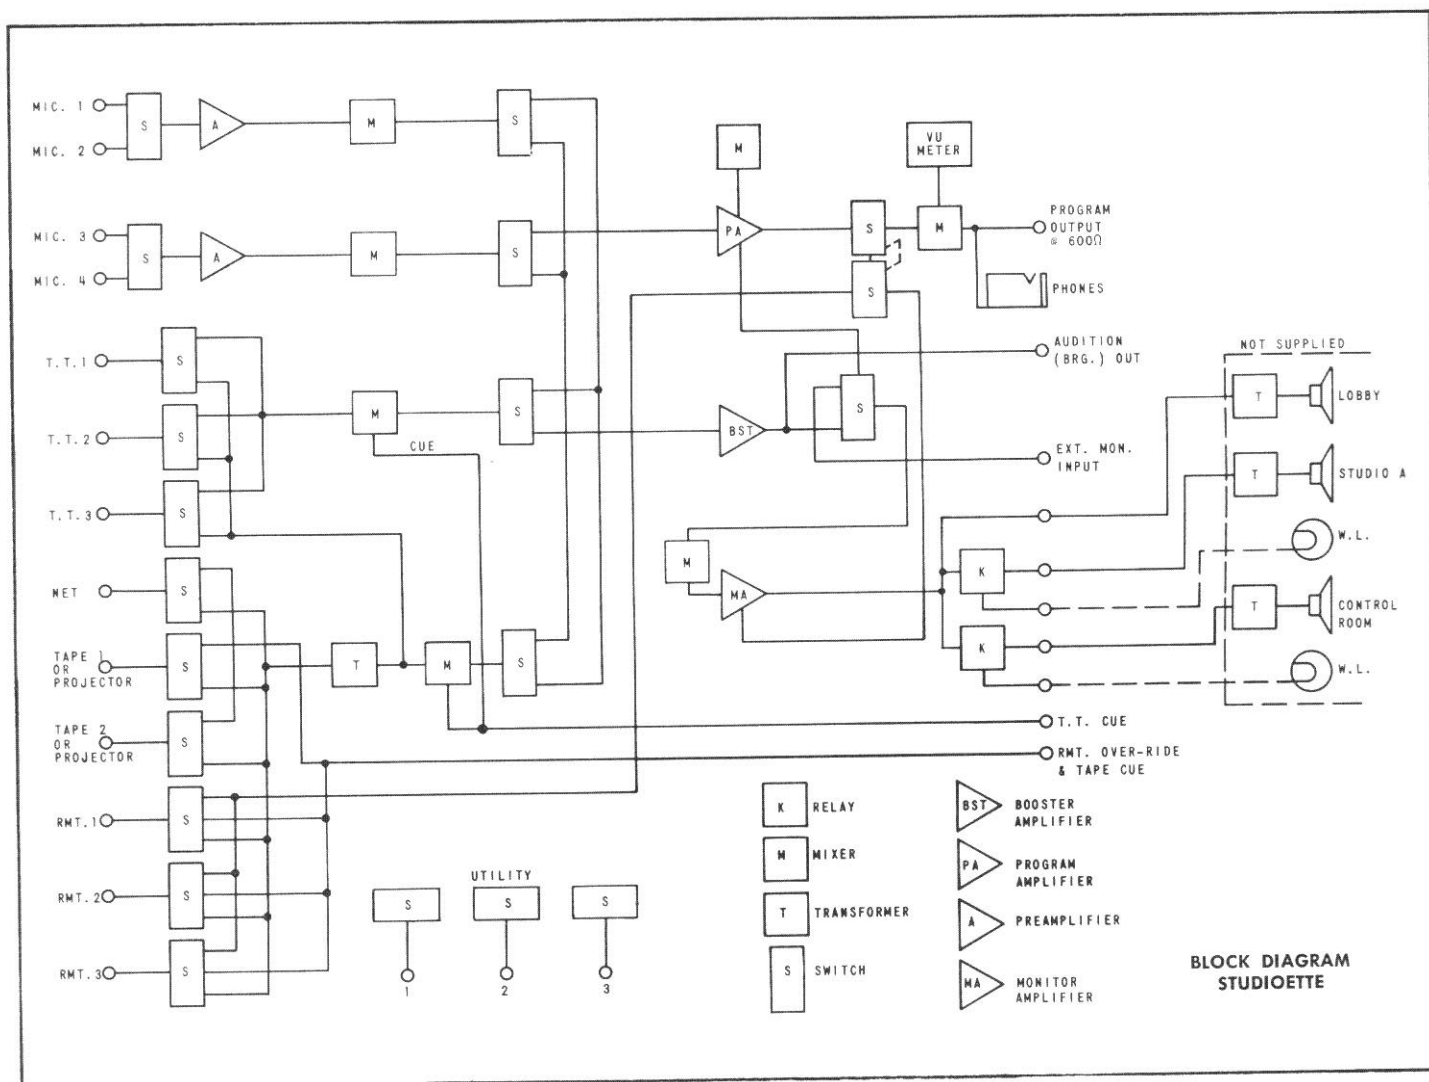 MIC. 1
S
A
M
S
MIC. 2
M
VU
METER
MIC. 3
S
A
M
S
MIC. 4
PA
S
M
S
PROGRAM
OUTPUT
@ 600Ω
PHONES
T.T.1
S
T.T.2
S
T.T.3
S
M
CUE
S
BST
S
AUDITION
(BRG.) OUT
EXT. MON.
INPUT
NOT SUPPLIED
T
LOBBY
T
STUDIO A
W.L.
T
CONTROL
ROOM
W.L.
M
MA
K
K
NET
S
TAPE 1
OR
PROJECTOR
S
T
M
S
TAPE 2
OR
PROJECTOR
S
T.T. CUE
RMT. OVER-RIDE
& TAPE CUE
RMT.1
S
RMT.2
S
RMT.3
S
UTILITY
S
S
S
1
2
3
K
RELAY
M
MIXER
T
TRANSFORMER
S
SWITCH
BST
BOOSTER
AMPLIFIER
PA
PROGRAM
AMPLIFIER
A
PREAMPLIFIER
MA
MONITOR
AMPLIFIER
BLOCK DIAGRAM
STUDIOETTE